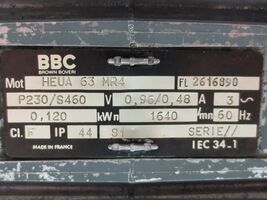 BBC
BROWN BOVERI
Mot HEUA 63 MR4 FL 2616898
P230/S460 V 0,96/0,48 A 3 ~
0,120 kWn 1640 /mn 60 Hz
Cl. F IP 44 S1 SERIE//
MADE IN FRANCE IEC 34-1